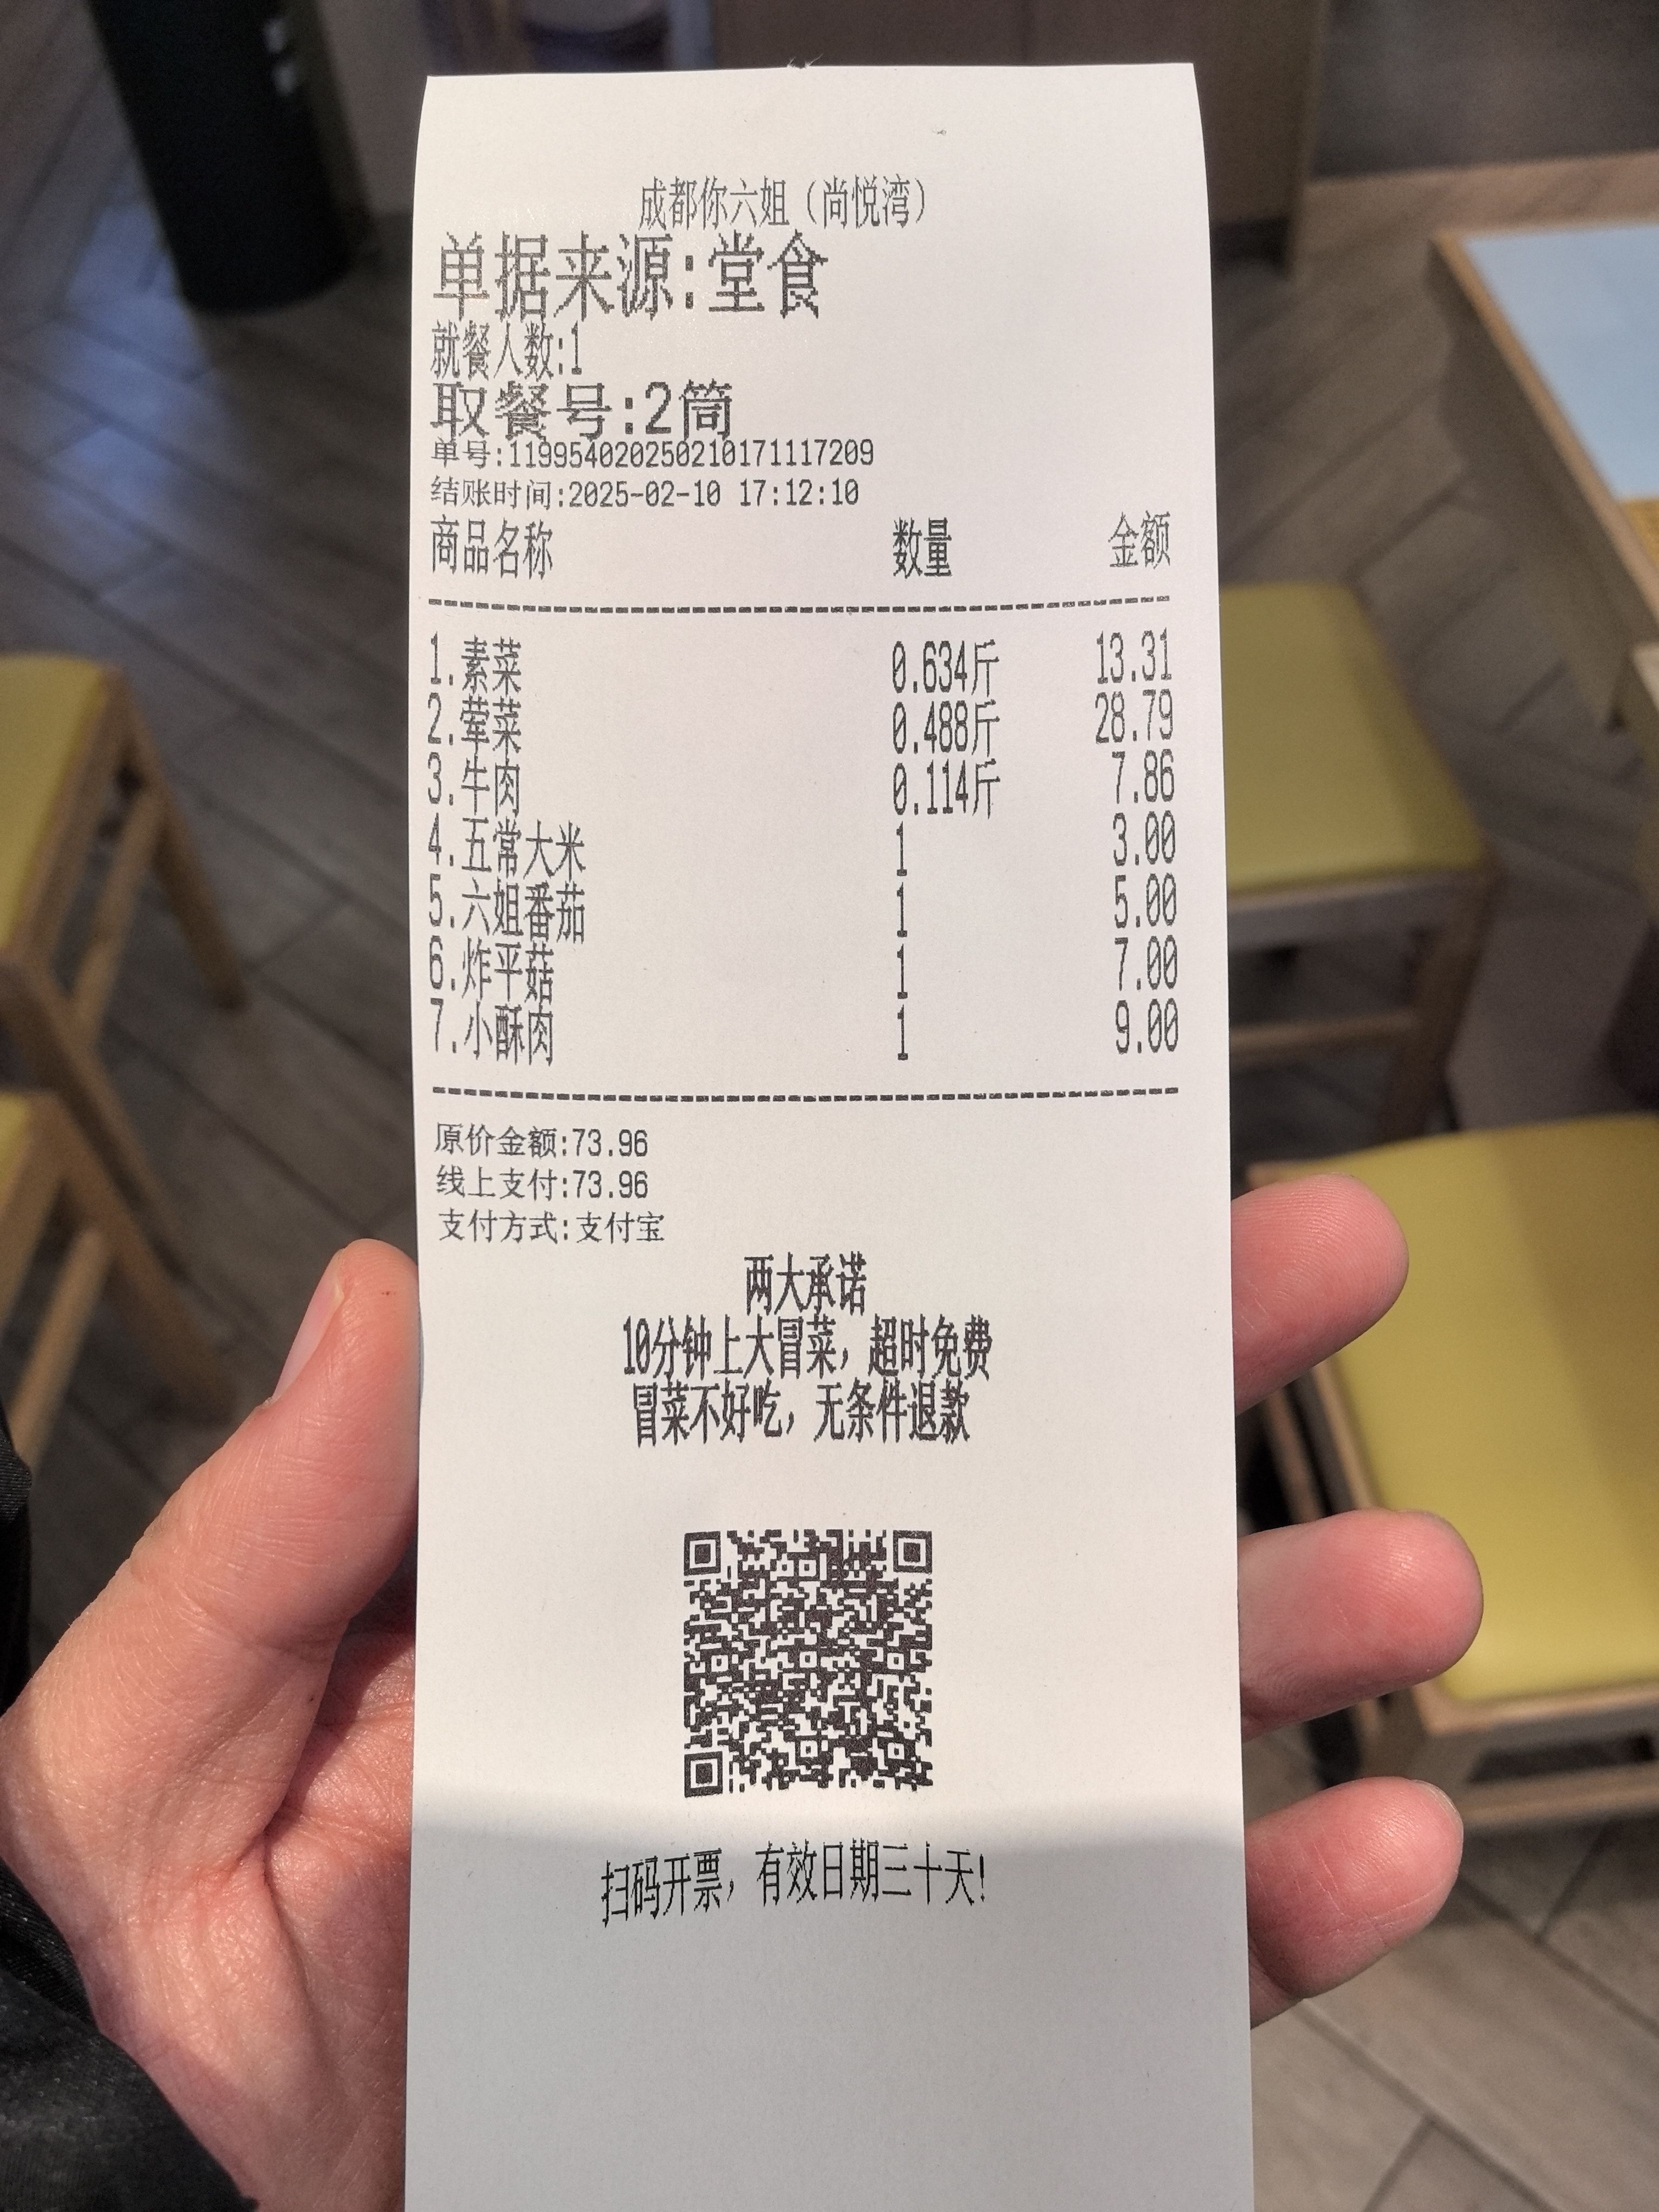 成都你六姐（尚悦湾）
单据来源:堂食
就餐人数:1
取餐号:2筒
单号:119954020250210171117209
结账时间:2025-02-10 17:12:10
商品名称 数量 金额
1.素菜 0.634斤 13.31
2.荤菜 0.488斤 28.79
3.牛肉 0.114斤 7.86
4.五常大米 1 3.00
5.六姐番茄 1 5.00
6.炸平菇 1 7.00
7.小酥肉 1 9.00
原价金额:73.96
线上支付:73.96
支付方式:支付宝
两大承诺
10分钟上大冒菜，超时免费
冒菜不好吃，无条件退款
扫码开票，有效日期三十天!